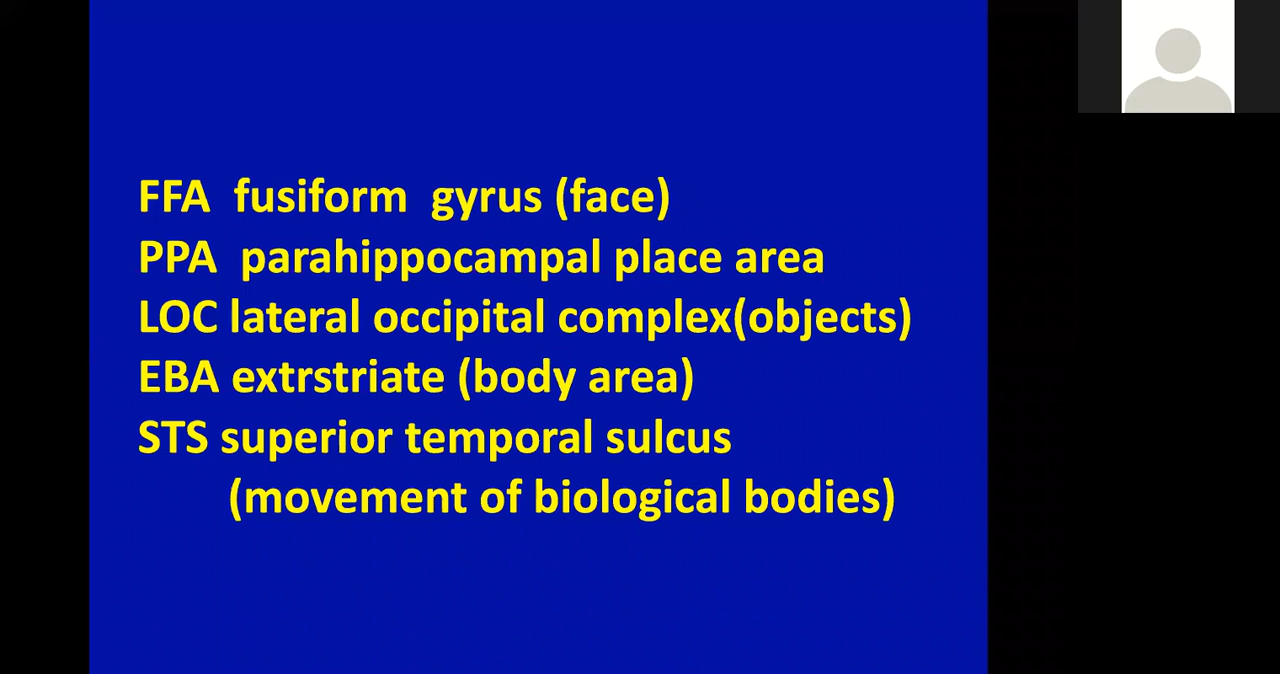 FFA fusiform gyrus (face)
PPA parahippocampal place area
LOC lateral occipital complex(objects)
EBA extrstriate (body area)
STS superior temporal sulcus
(movement of biological bodies)